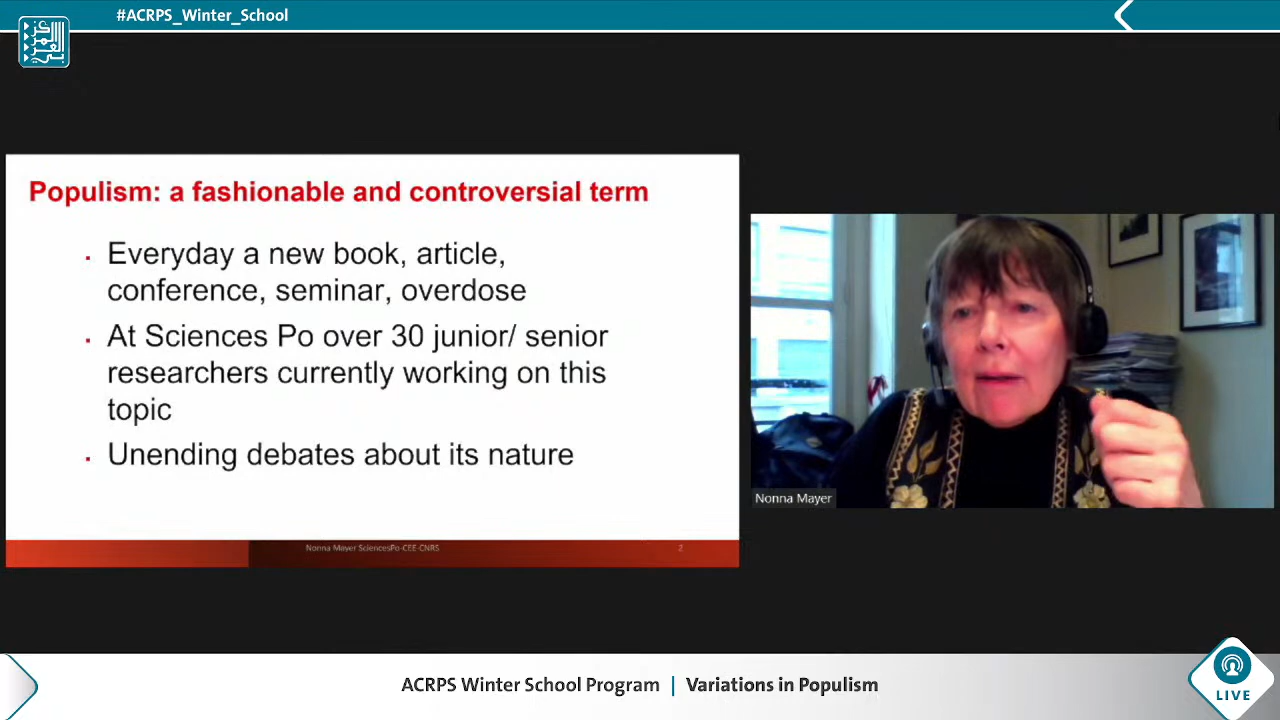 #ACRPS_Winter_School
Populism: a fashionable and controversial term
Everyday a new book, article,
conference, seminar, overdose
At Sciences Po over 30 junior/ senior
researchers currently working on this
topic
Unending debates about its nature
Nonna Mayer SciencesPo-CEE-CNRS
2
Nonna Mayer
ACRPS Winter School Program | Variations in Populism
LIVE